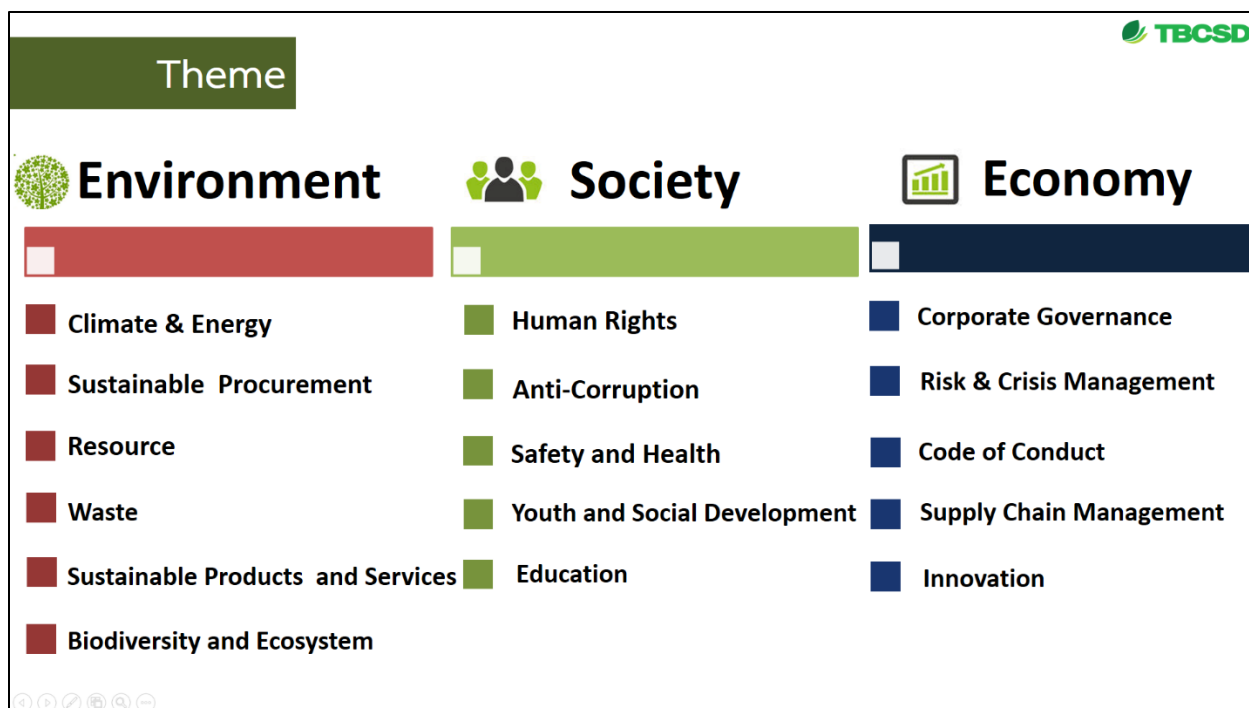 TBCSD
Theme
Environment
Climate & Energy
Sustainable Procurement
Resource
Waste
Sustainable Products and Services
Biodiversity and Ecosystem
Society
Human Rights
Anti-Corruption
Safety and Health
Youth and Social Development
Education
Economy
Corporate Governance
Risk & Crisis Management
Code of Conduct
Supply Chain Management
Innovation